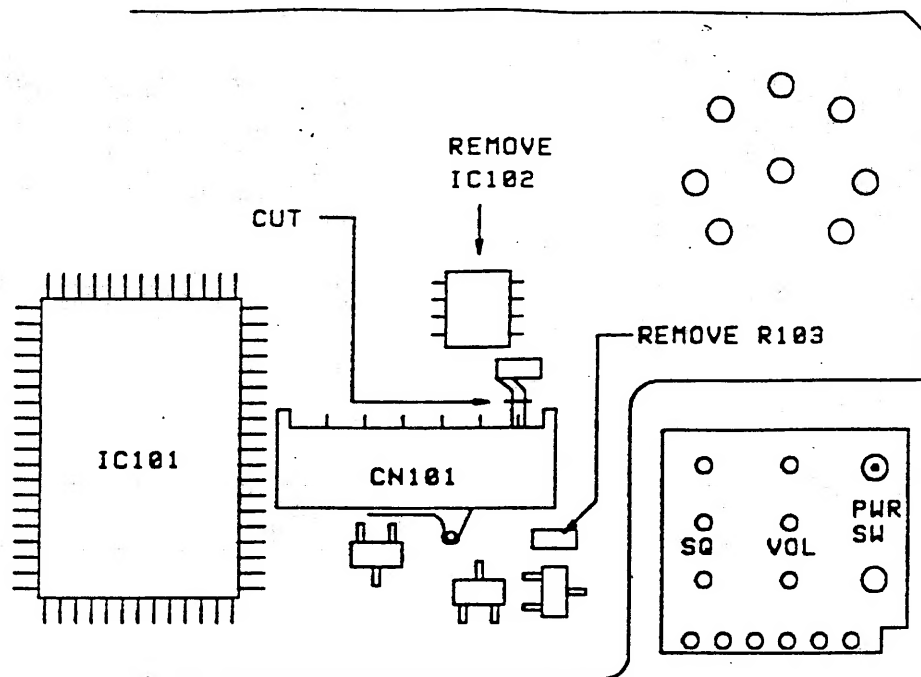 REMOVE
IC102
CUT
REMOVE R103
IC101
CN101
PWR
SQ VOL SW